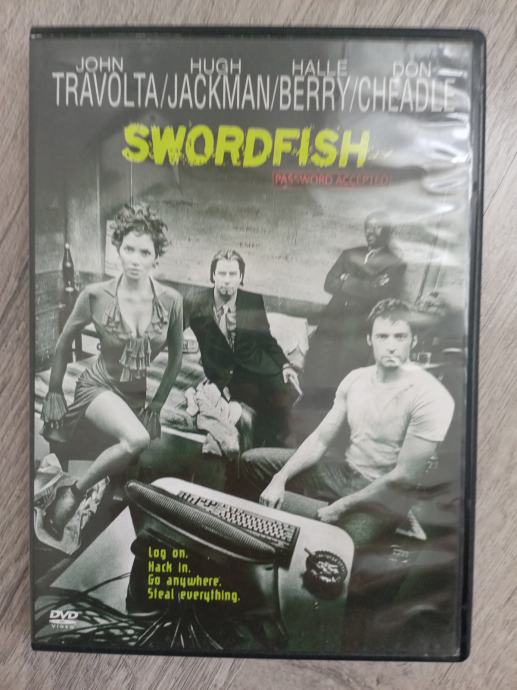 JOHN HUGH HALLE DON
TRAVOLTA/JACKMAN/BERRY/CHEADLE
SWORDFISH
PASSWORD ACCEPTED
Log on.
Hack in.
Go anywhere.
Steal everything.
DVD
VIDEO